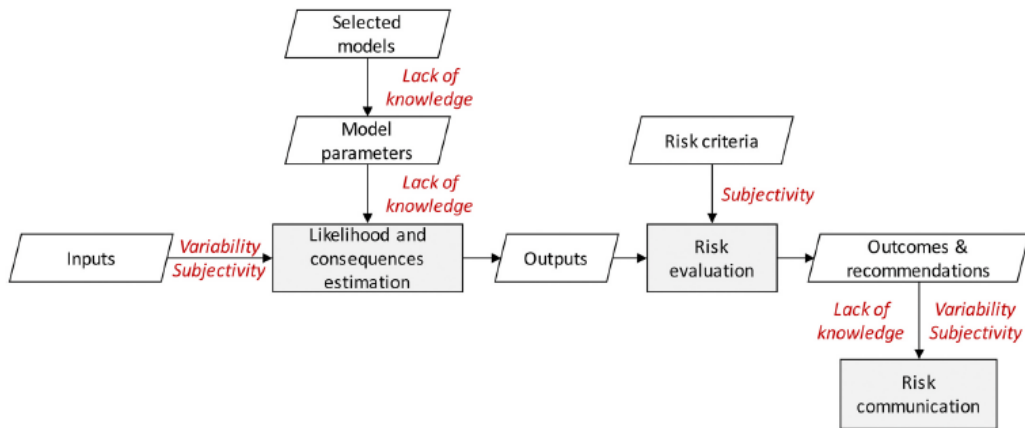 Selected
models
Lack of
knowledge
Model
parameters
Lack of
knowledge
Risk criteria
Subjectivity
Inputs
Variability
Subjectivity
Likelihood and
consequences
estimation
Outputs
Risk
evaluation
Outcomes &
recommendations
Lack of
knowledge
Variability
Subjectivity
Risk
communication